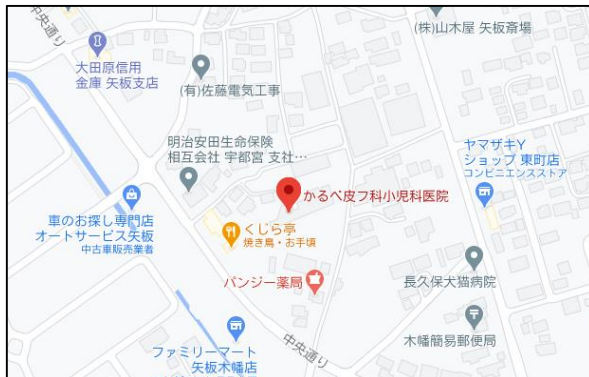 中央通り
(株)山木屋 矢板斎場
大田原信用
金庫 矢板支店
(有)佐藤電気工事
明治安田生命保険
相互会社 宇都宮 支社…
ヤマザキY
ショップ 東町店
コンビニエンスストア
かるべ皮フ科小児科医院
車のお探し専門店
オートサービス矢板
中古車販売業者
くじら亭
焼き鳥・お手頃
パンジー薬局
長久保犬猫病院
木幡簡易郵便局
中央通り
ファミリーマート
矢板木幡店